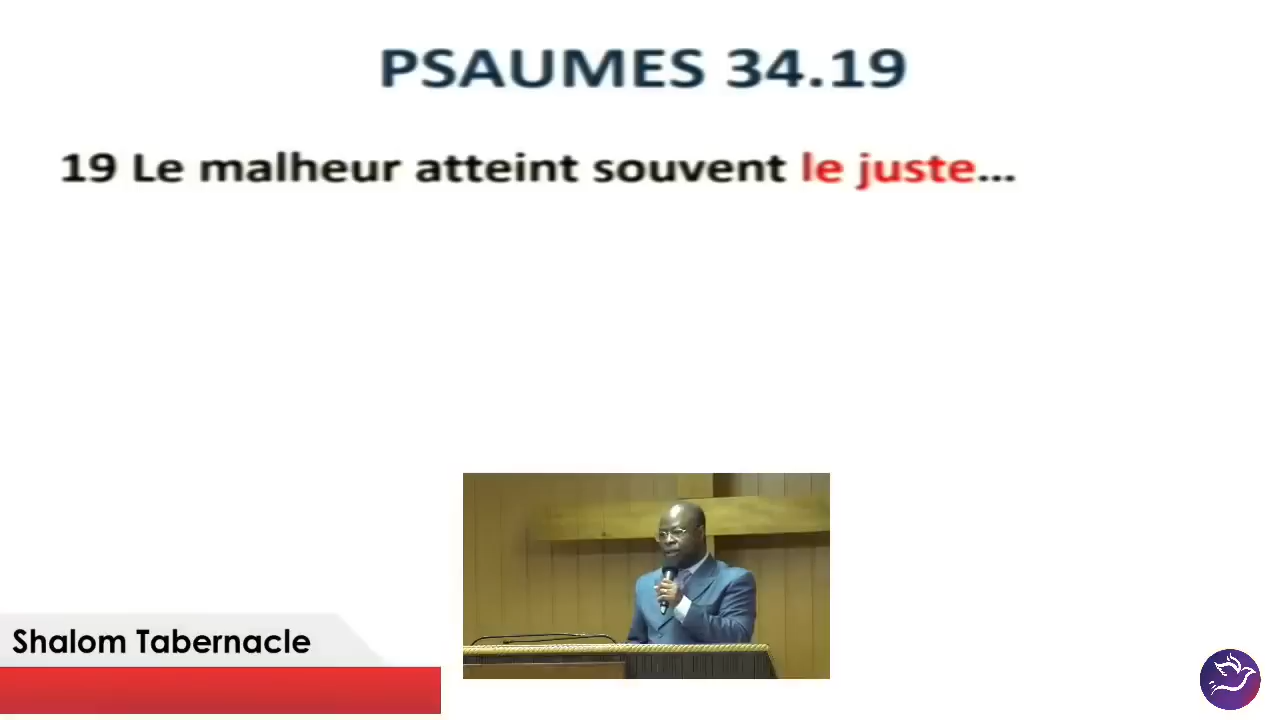 PSAUMES 34.19
19 Le malheur atteint souvent le juste...
Shalom Tabernacle